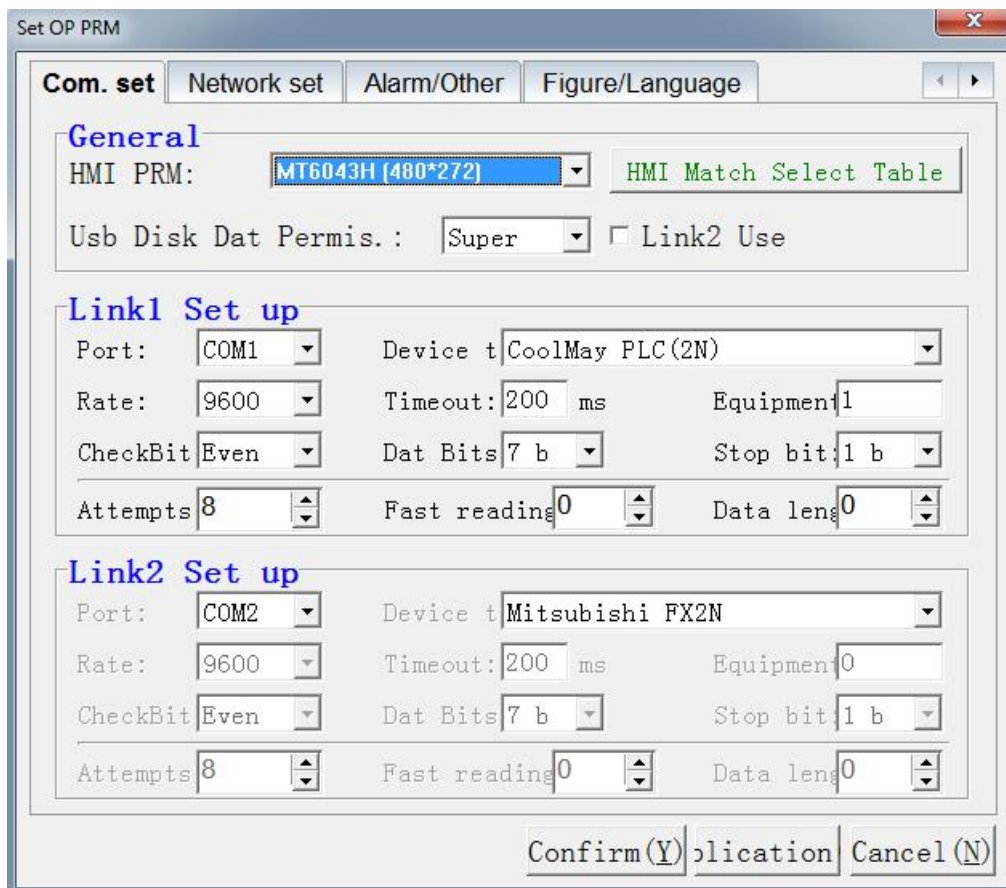 Set OP PRM
Com. set Network set Alarm/Other Figure/Language
General
HMI PRM: MT6043H (480*272) HMI Match Select Table
Usb Disk Dat Permis.: Super Link2 Use
Link1 Set up
Port: COM1 Device t CoolMay PLC(2N)
Rate: 9600 Timeout: 200 ms Equipment 1
CheckBit Even Dat Bits 7 b Stop bit: 1 b
Attempts 8 Fast reading 0 Data leng 0
Link2 Set up
Port: COM2 Device t Mitsubishi FX2N
Rate: 9600 Timeout: 200 ms Equipment 0
CheckBit Even Dat Bits 7 b Stop bit: 1 b
Attempts 8 Fast reading 0 Data leng 0
Confirm(Y) plication Cancel(N)